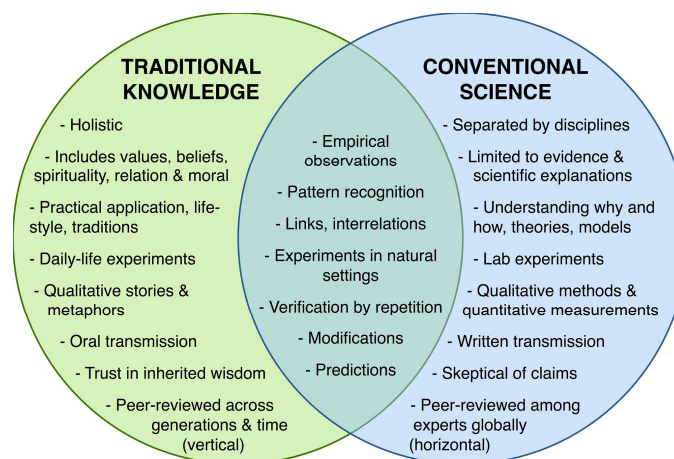 TRADITIONAL
KNOWLEDGE
- Holistic
- Includes values, beliefs,
spirituality, relation & moral
- Practical application, life-
style, traditions
- Daily-life experiments
- Qualitative stories &
metaphors
- Oral transmission
- Trust in inherited wisdom
- Peer-reviewed across
generations & time
(vertical)
- Empirical
observations
- Pattern recognition
- Links, interrelations
- Experiments in natural
settings
- Verification by repetition
- Modifications
- Predictions
CONVENTIONAL
SCIENCE
- Separated by disciplines
- Limited to evidence &
scientific explanations
- Understanding why and
how, theories, models
- Lab experiments
- Qualitative methods &
quantitative measurements
- Written transmission
- Skeptical of claims
- Peer-reviewed among
experts globally
(horizontal)